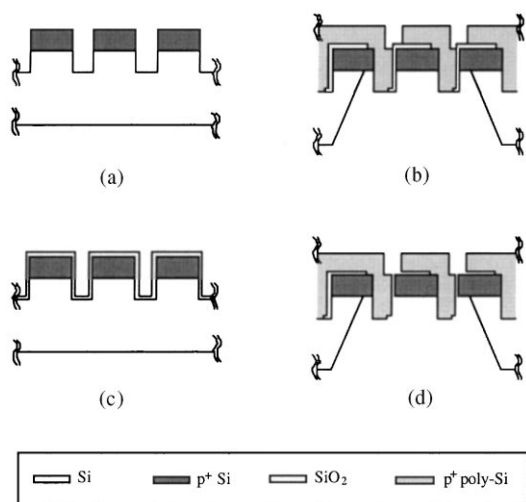 (a)
(b)
(c)
(d)
Si
p⁺ Si
SiO₂
p⁺ poly-Si